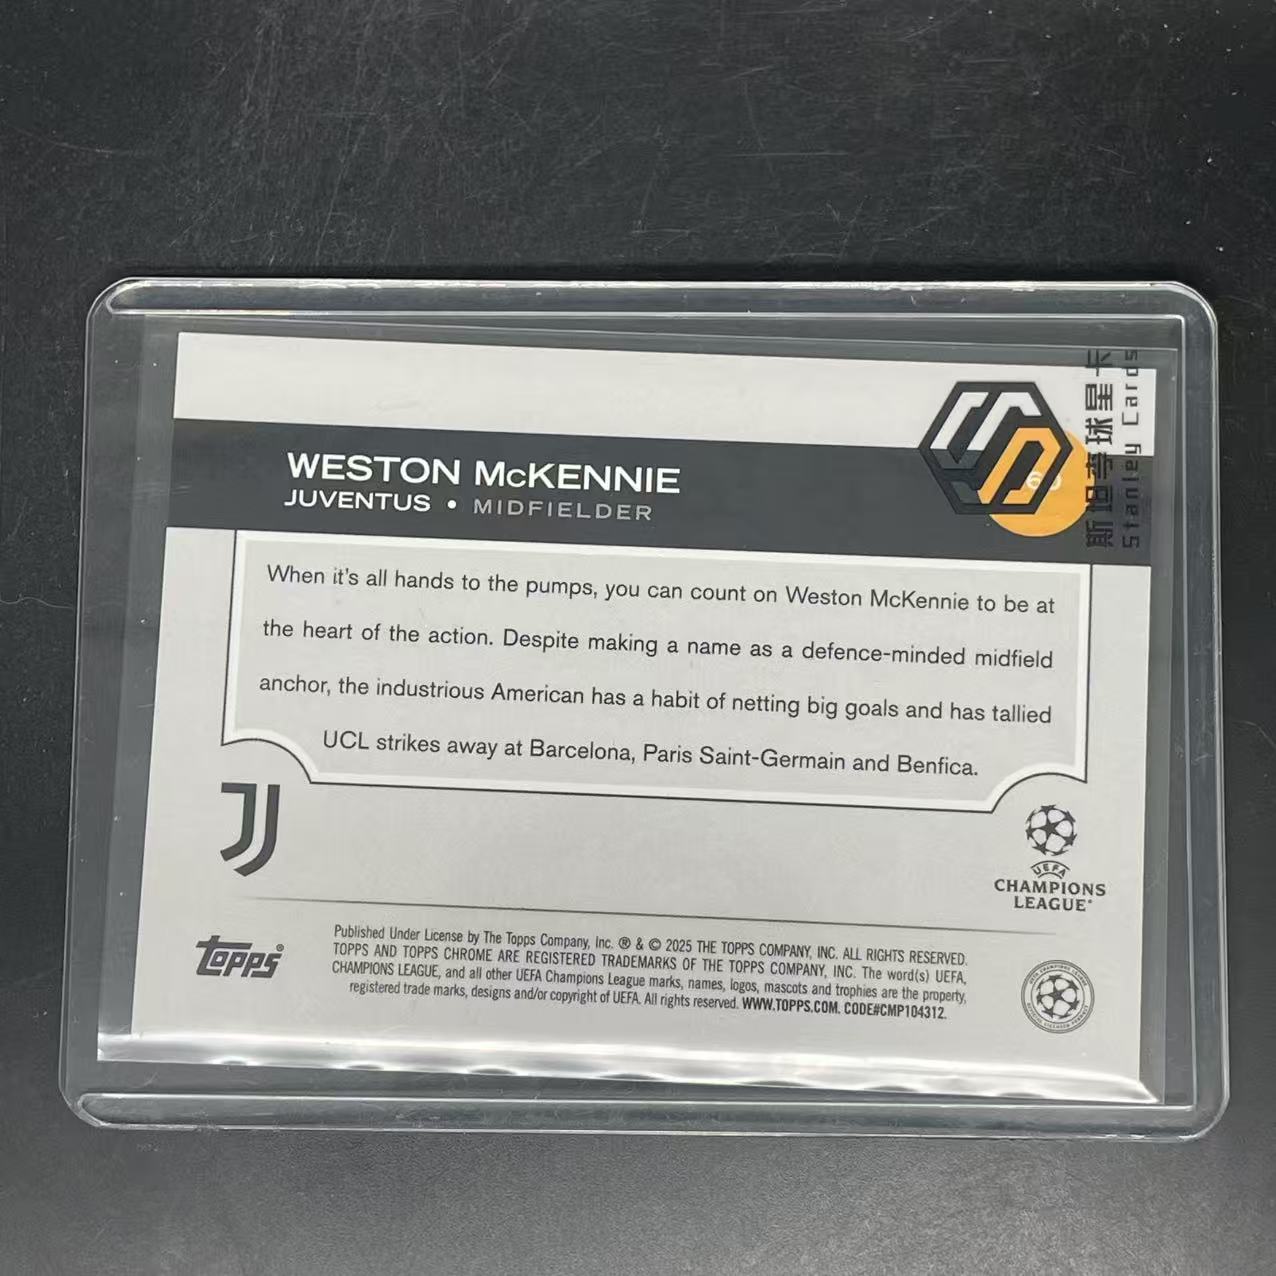 WESTON McKENNIE
JUVENTUS • MIDFIELDER
斯坦李球星卡
Stanley Cards
When it's all hands to the pumps, you can count on Weston McKennie to be at
the heart of the action. Despite making a name as a defence-minded midfield
anchor, the industrious American has a habit of netting big goals and has tallied
UCL strikes away at Barcelona, Paris Saint-Germain and Benfica.
UEFA
CHAMPIONS
LEAGUE®
topps®
Published Under License by The Topps Company, Inc. ® & © 2025 THE TOPPS COMPANY, INC. ALL RIGHTS RESERVED.
TOPPS AND TOPPS CHROME ARE REGISTERED TRADEMARKS OF THE TOPPS COMPANY, INC. The word(s) UEFA,
CHAMPIONS LEAGUE, and all other UEFA Champions League marks, names, logos, mascots and trophies are the property,
registered trade marks, designs and/or copyright of UEFA. All rights reserved. WWW.TOPPS.COM. CODE#CMP104312.